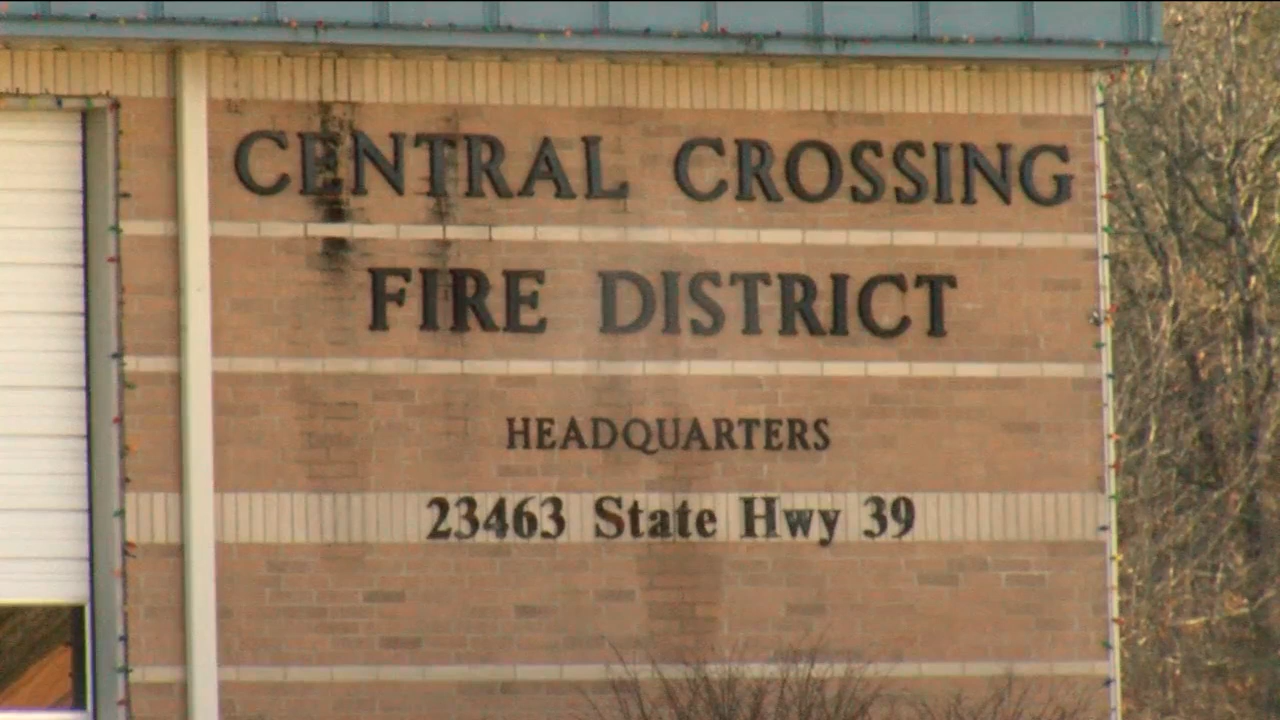 CENTRAL CROSSING
FIRE DISTRICT
HEADQUARTERS
23463 State Hwy 39